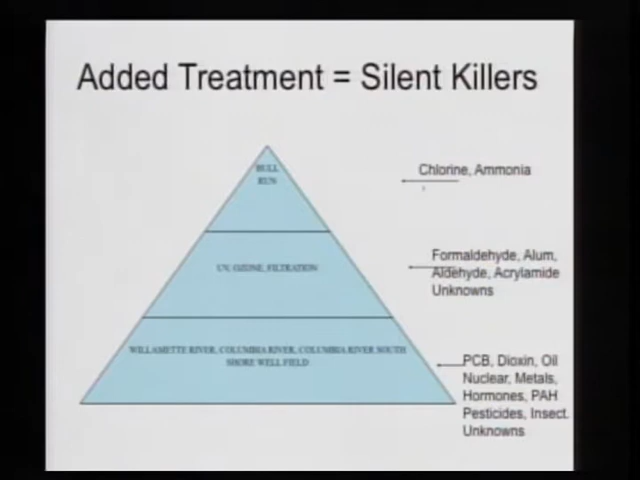 Added Treatment = Silent Killers
BULL
RUN
Chlorine, Ammonia
UV, OZONE, FILTRATION
Formaldehyde, Alum,
Aldehyde, Acrylamide
Unknowns
WILLAMETTE RIVER, COLUMBIA RIVER, COLUMBIA RIVER SOUTH
SHORE WELL FIELD
PCB, Dioxin, Oil
Nuclear, Metals,
Hormones, PAH
Pesticides, Insect.
Unknowns